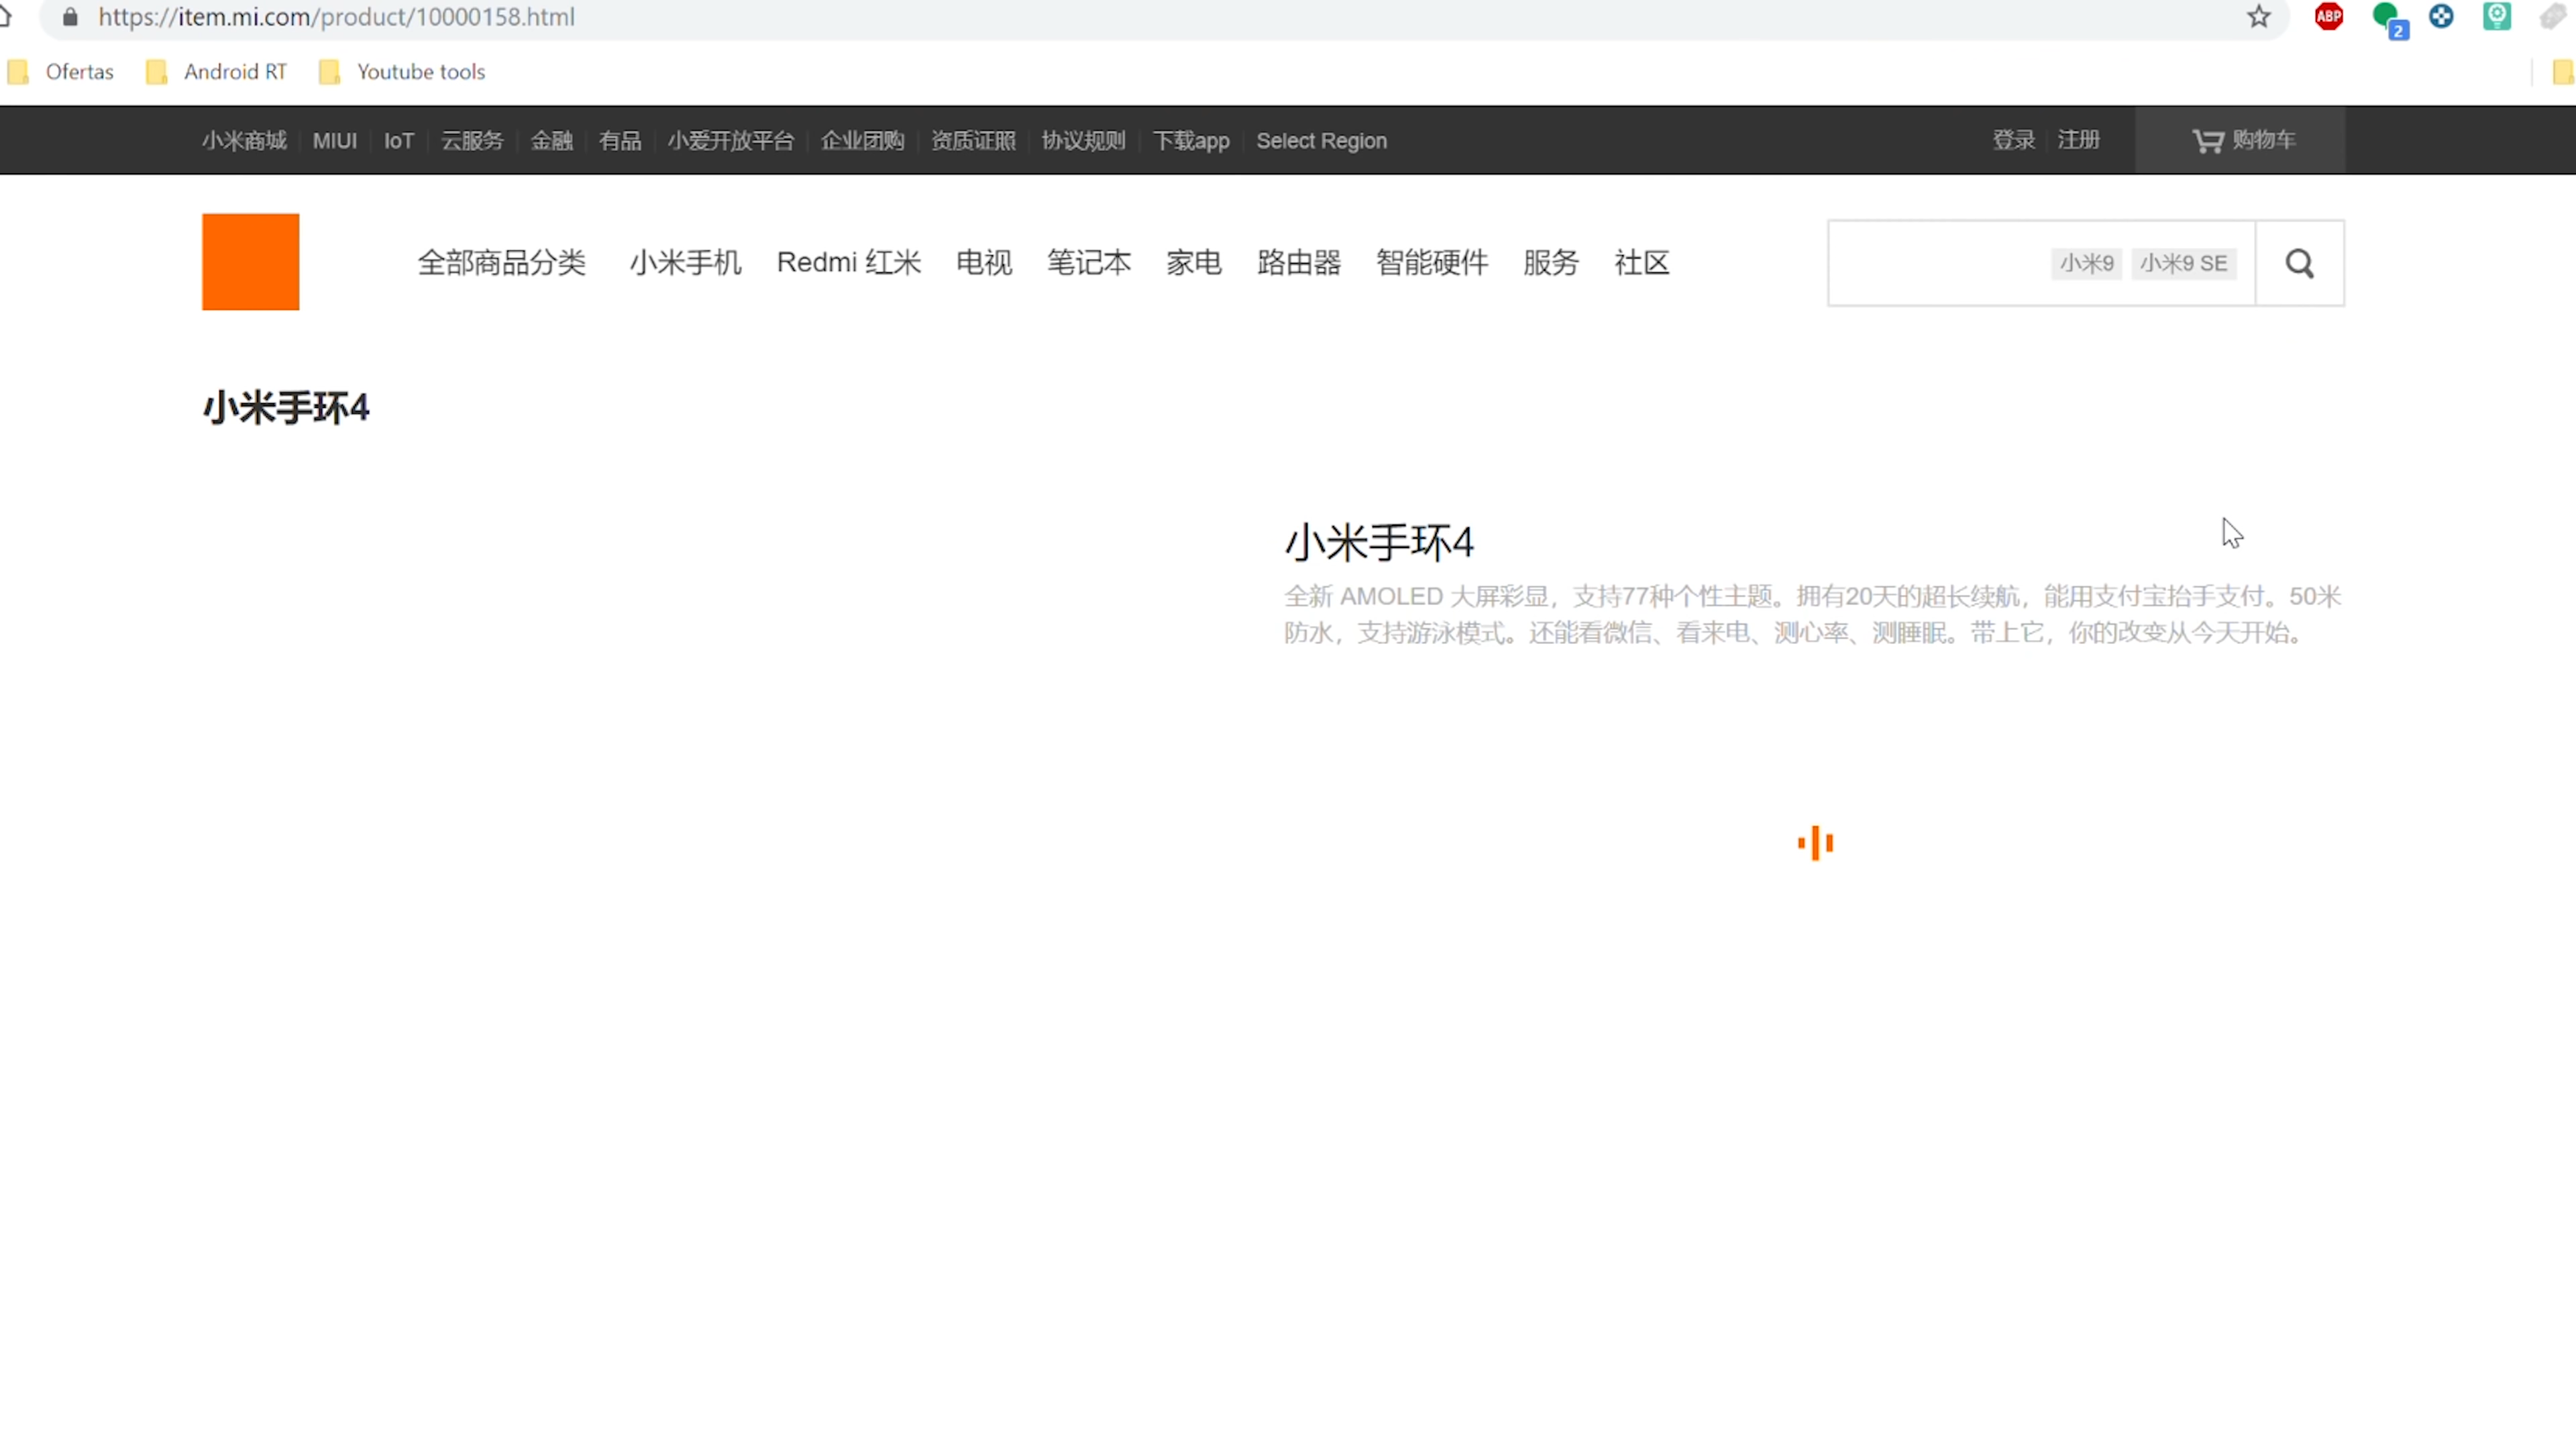 https://item.mi.com/product/10000158.html
ABP
2
Ofertas Android RT Youtube tools
小米商城 MIUI IoT 云服务 金融 有品 小爱开放平台 企业团购 资质证照 协议规则 下载app Select Region 登录 注册 购物车
全部商品分类 小米手机 Redmi 红米 电视 笔记本 家电 路由器 智能硬件 服务 社区 小米9 小米9 SE
小米手环4
小米手环4
全新 AMOLED 大屏彩显，支持77种个性主题。拥有20天的超长续航，能用支付宝抬手支付。50米
防水，支持游泳模式。还能看微信、看来电、测心率、测睡眠。带上它，你的改变从今天开始。